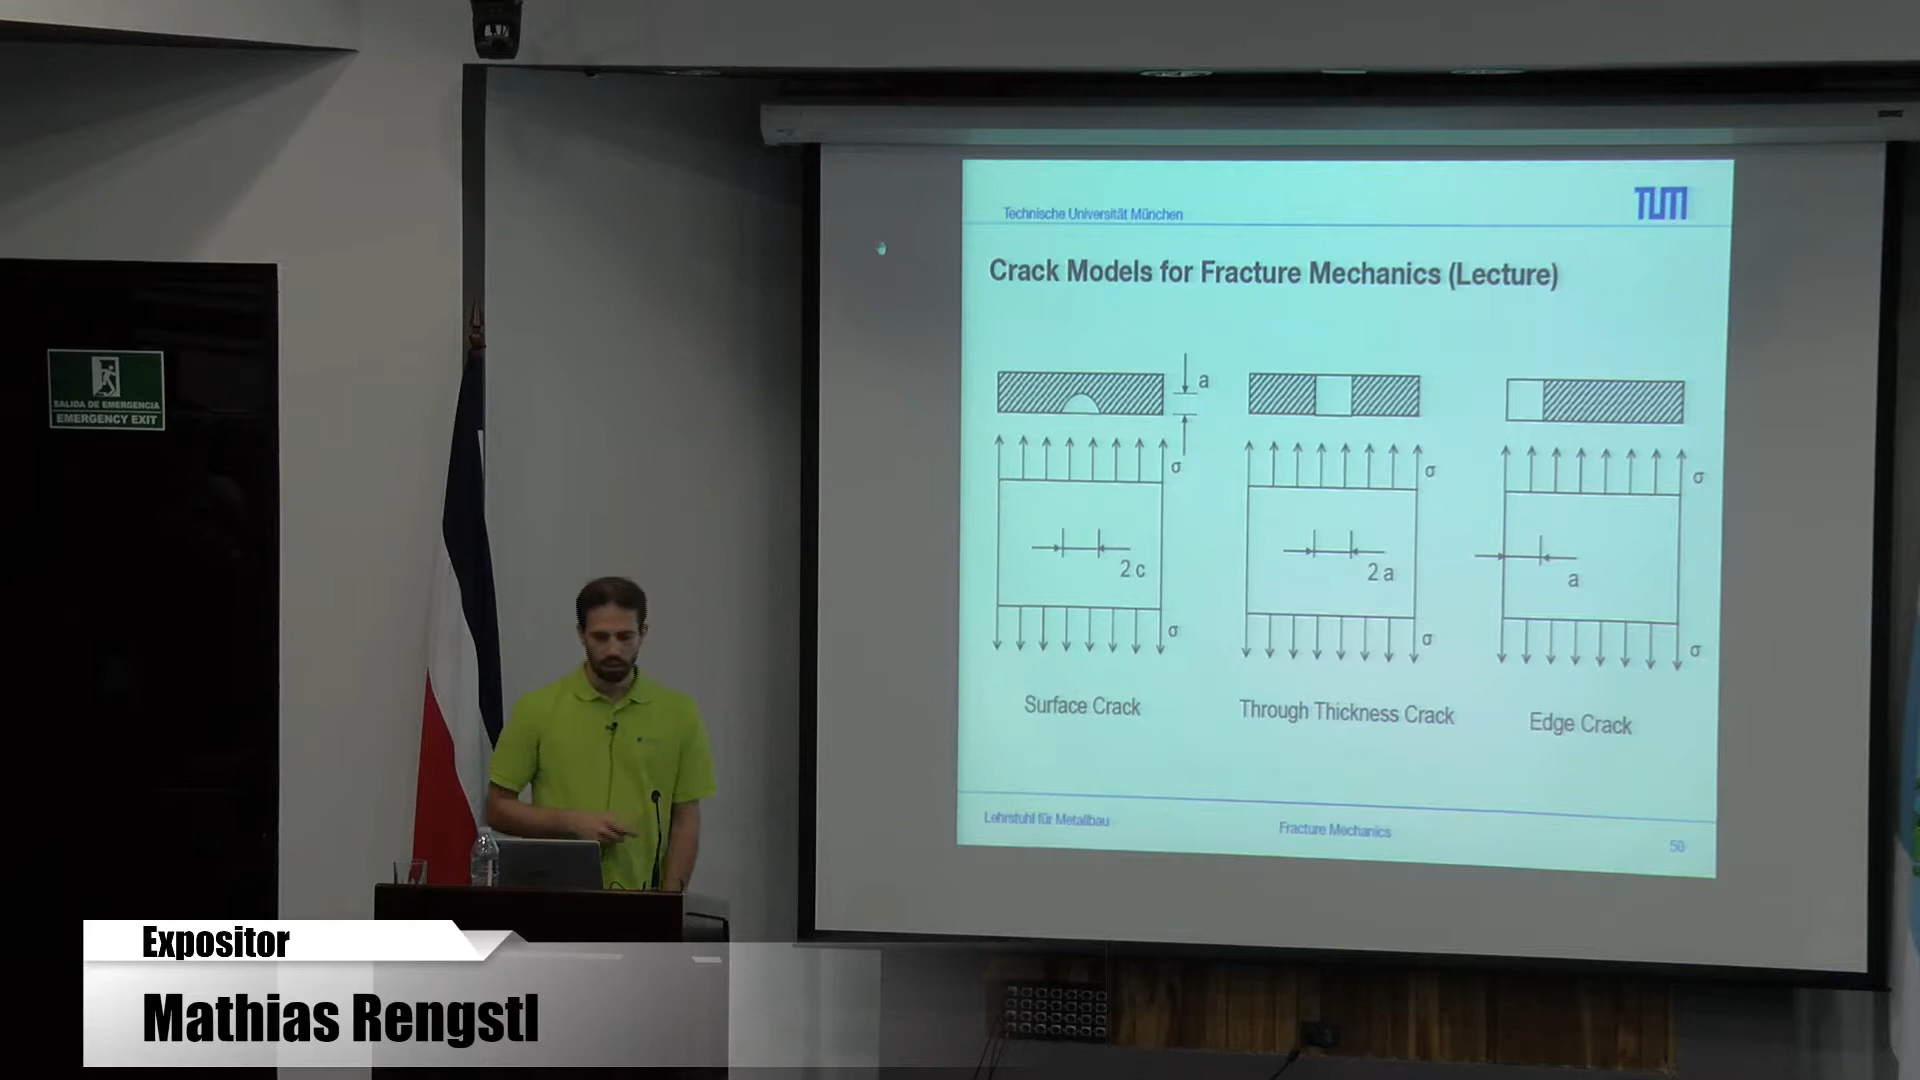 SALIDA DE EMERGENCIA
EMERGENCY EXIT
Technische Universität München
TUM
Crack Models for Fracture Mechanics (Lecture)
a
σ
2 c
σ
Surface Crack
σ
2 a
σ
Through Thickness Crack
σ
a
σ
Edge Crack
Lehrstuhl für Metallbau
Fracture Mechanics
50
Expositor
Mathias Rengstl